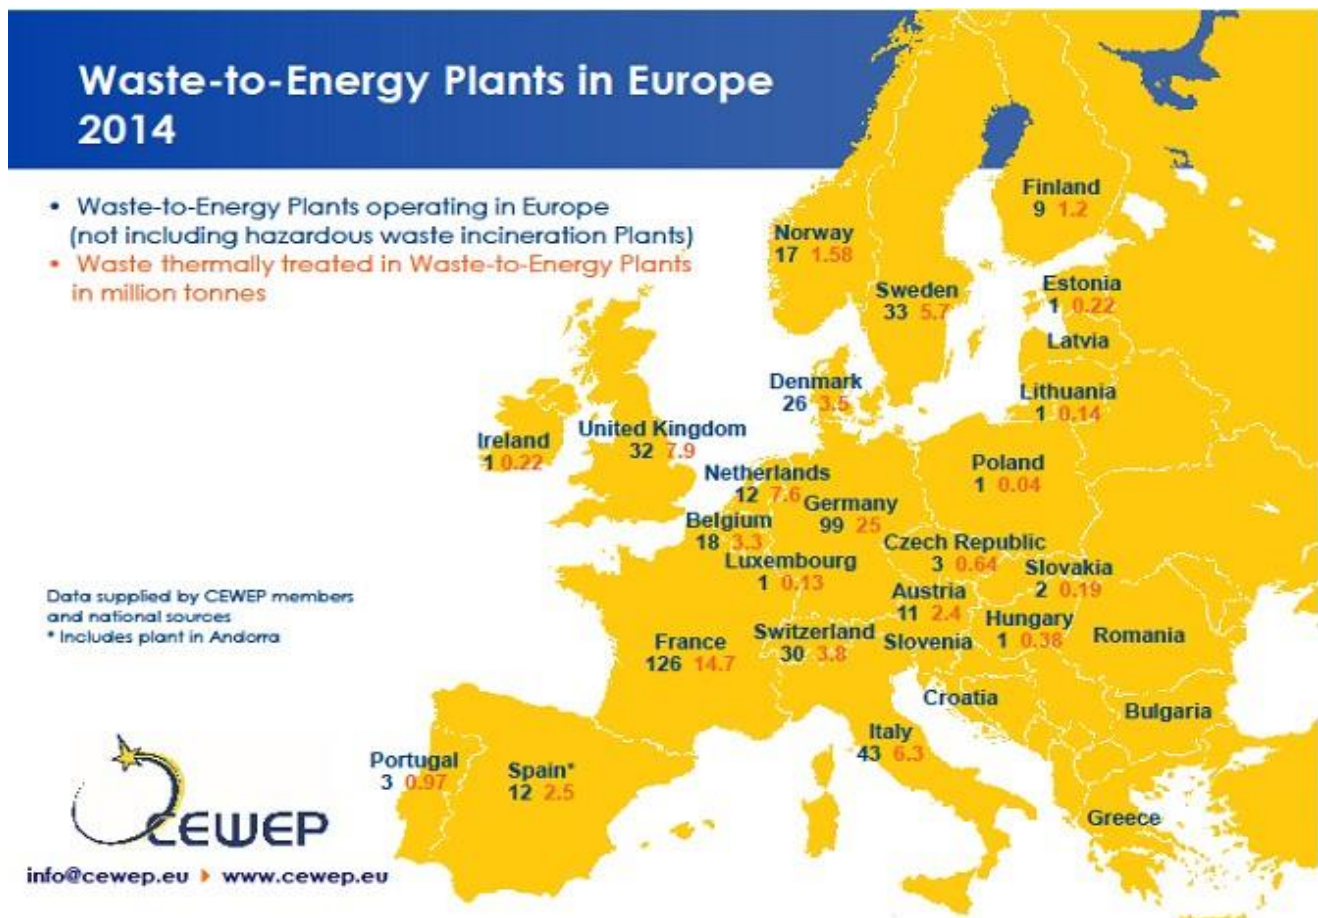 Waste-to-Energy Plants in Europe
2014
• Waste-to-Energy Plants operating in Europe
(not including hazardous waste incineration Plants)
• Waste thermally treated in Waste-to-Energy Plants
in million tonnes
Finland
9 1.2
Norway
17 1.58
Sweden
33 5.7
Estonia
1 0.22
Latvia
Denmark
26 3.5
Lithuania
1 0.14
Ireland
1 0.22
United Kingdom
32 7.9
Netherlands
12 7.6
Poland
1 0.04
Germany
99 25
Belgium
18 3.3
Czech Republic
3 0.64
Luxembourg
1 0.13
Slovakia
2 0.19
Austria
11 2.4
Hungary
1 0.38
Romania
France
126 14.7
Switzerland
30 3.8
Slovenia
Croatia
Bulgaria
Italy
43 6.3
Portugal
3 0.97
Spain*
12 2.5
Greece
Data supplied by CEWEP members
and national sources
* Includes plant in Andorra
CEWEP
info@cewep.eu www.cewep.eu